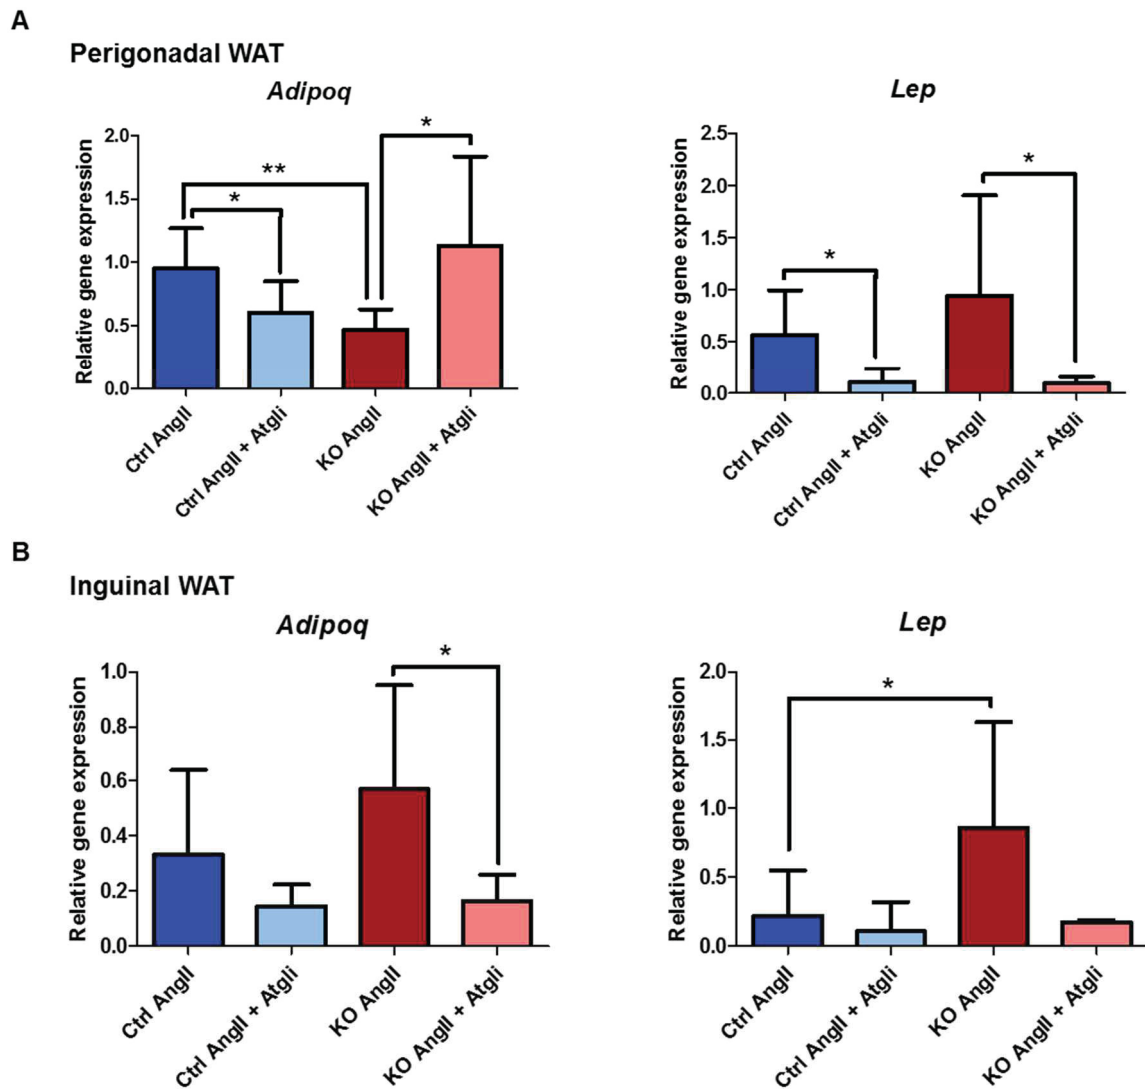 A
Perigonadal WAT
Adipoq
Relative gene expression
2.0
1.5
1.0
0.5
0.0
**
*
*
Ctrl AngII
Ctrl AngII + Atgli
KO AngII
KO AngII + Atgli
Lep
Relative gene expression
2.5
2.0
1.5
1.0
0.5
0.0
*
*
Ctrl AngII
Ctrl AngII + Atgli
KO AngII
KO AngII + Atgli
B
Inguinal WAT
Adipoq
Relative gene expression
1.0
0.8
0.6
0.4
0.2
0.0
*
Ctrl AngII
Ctrl AngII + Atgli
KO AngII
KO AngII + Atgli
Lep
Relative gene expression
2.0
1.5
1.0
0.5
0.0
*
Ctrl AngII
Ctrl AngII + Atgli
KO AngII
KO AngII + Atgli